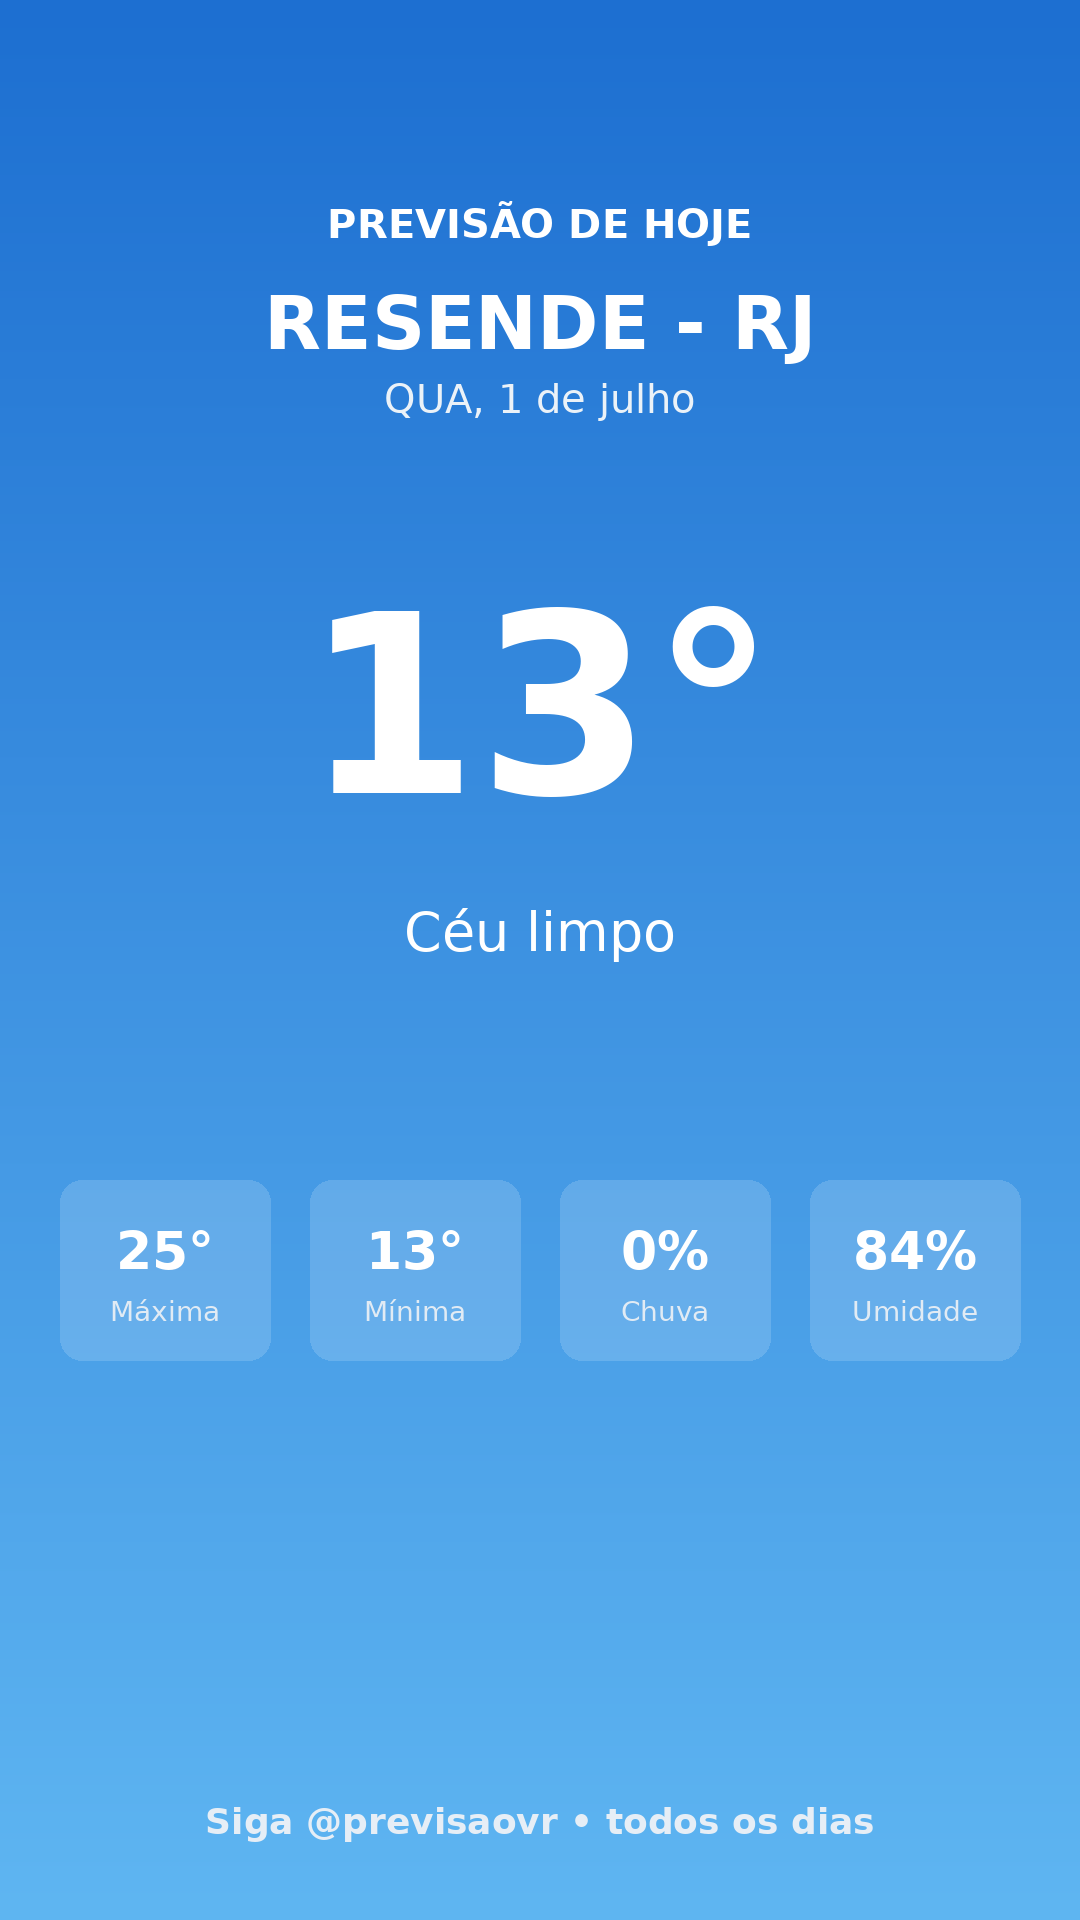 PREVISÃO DE HOJE
RESENDE - RJ
QUA, 1 de julho
13°
Céu limpo
25° 13° 0% 84%
Máxima Mínima Chuva Umidade
Siga @previsaovr • todos os dias